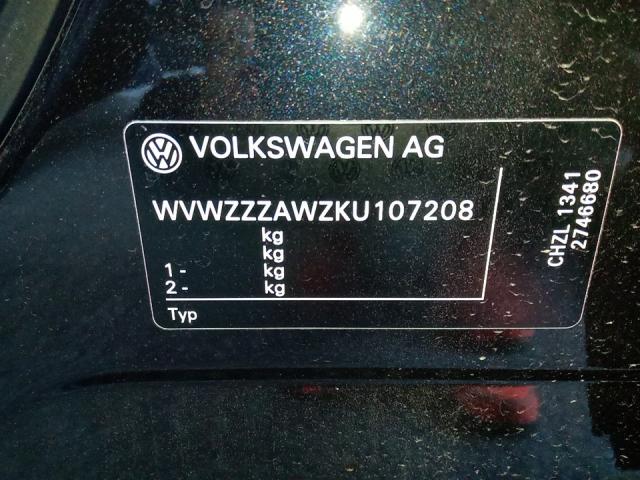 VOLKSWAGEN AG
WVWZZZAWZKU107208
kg
kg
1 - kg
2 - kg
Typ
CHZL 1341
2746680